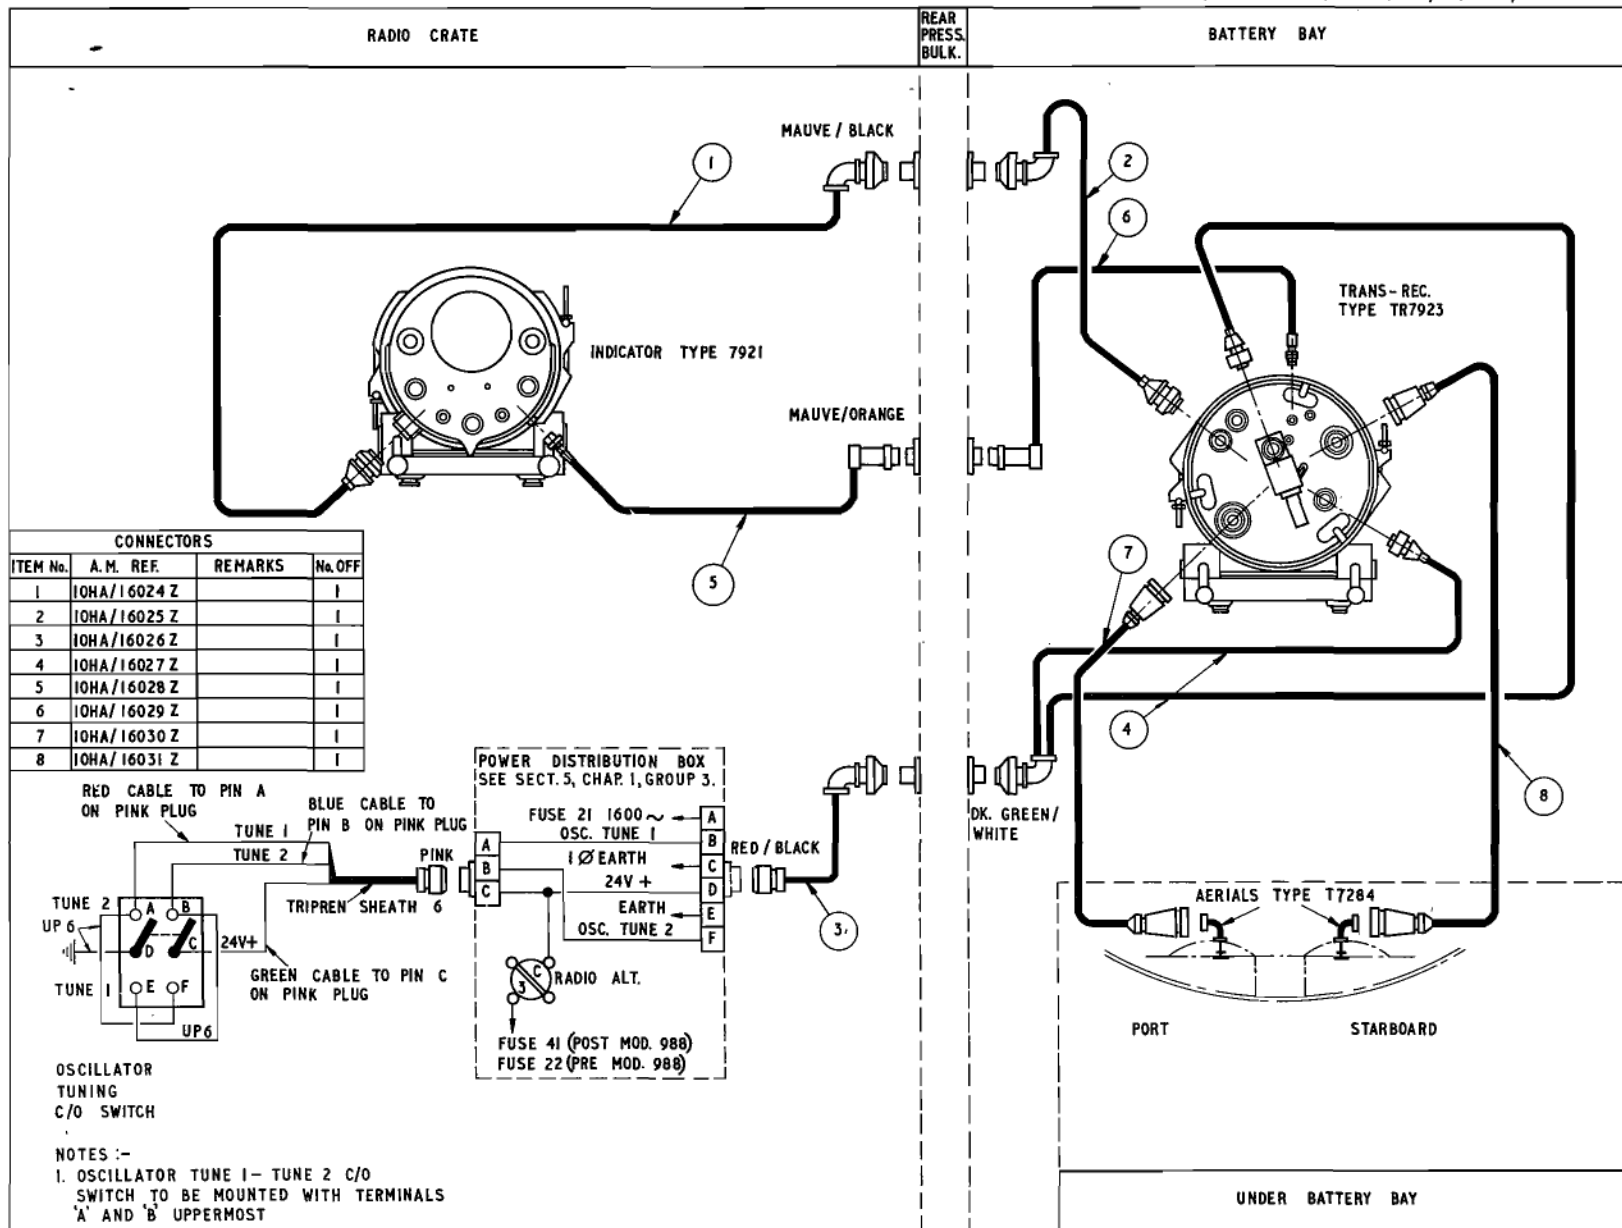 RADIO CRATE
REAR
PRESS.
BULK.
BATTERY BAY
MAUVE / BLACK
1
2
6
TRANS-REC.
TYPE TR7923
INDICATOR TYPE 7921
MAUVE/ORANGE
5
7
4
8
CONNECTORS
ITEM No. A.M. REF. REMARKS No. OFF
1 10HA/16024 Z 1
2 10HA/16025 Z 1
3 10HA/16026 Z 1
4 10HA/16027 Z 1
5 10HA/16028 Z 1
6 10HA/16029 Z 1
7 10HA/16030 Z 1
8 10HA/16031 Z 1
RED CABLE TO PIN A
ON PINK PLUG
BLUE CABLE TO
PIN B ON PINK PLUG
TUNE 1
TUNE 2
PINK
TRIPREN SHEATH 6
TUNE 2
UP 6
A B
D C
24V+
TUNE 1
E F
UP6
GREEN CABLE TO PIN C
ON PINK PLUG
OSCILLATOR
TUNING
C/O SWITCH
POWER DISTRIBUTION BOX
SEE SECT. 5, CHAP. 1, GROUP 3.
FUSE 21 1600~
OSC. TUNE 1
1 Ø EARTH
24V +
EARTH
OSC. TUNE 2
A
B
C
A
B
C
D
E
F
C
3
RADIO ALT.
FUSE 41 (POST MOD. 988)
FUSE 22 (PRE MOD. 988)
RED / BLACK
3
DK. GREEN/
WHITE
AERIALS TYPE T7284
PORT
STARBOARD
NOTES :-
1. OSCILLATOR TUNE 1- TUNE 2 C/O
SWITCH TO BE MOUNTED WITH TERMINALS
'A' AND 'B' UPPERMOST
UNDER BATTERY BAY